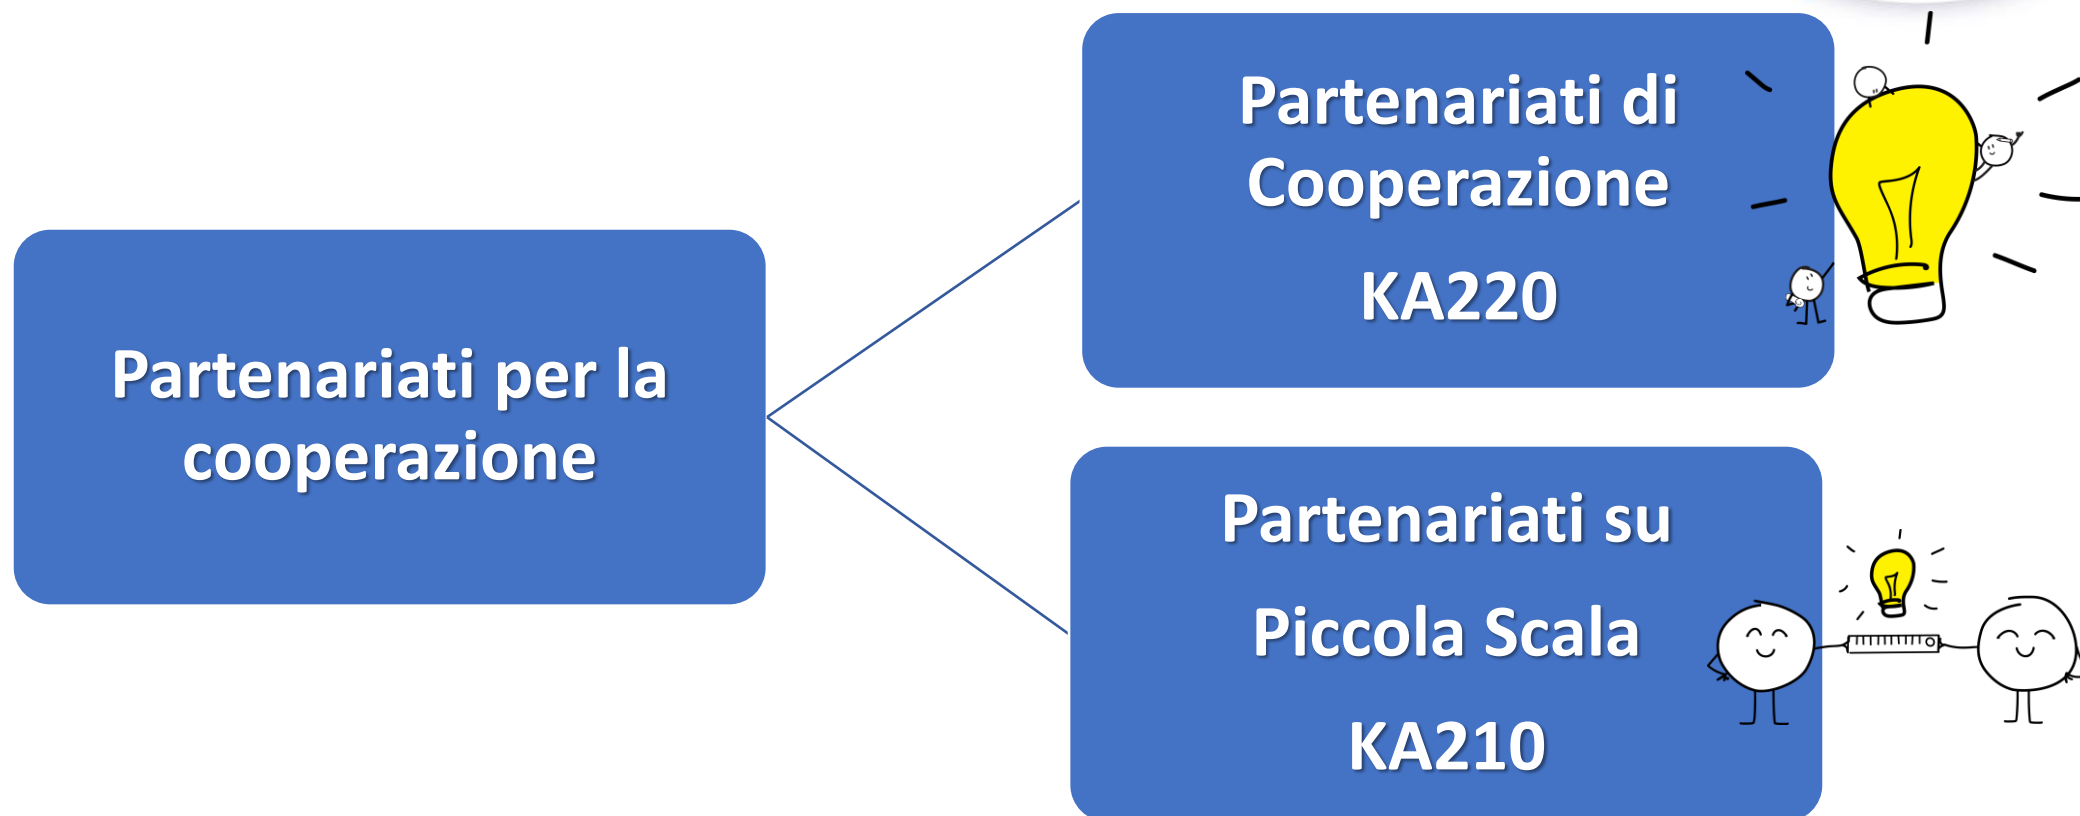 Partenariati per la
cooperazione
Partenariati di
Cooperazione
KA220
Partenariati su
Piccola Scala
KA210